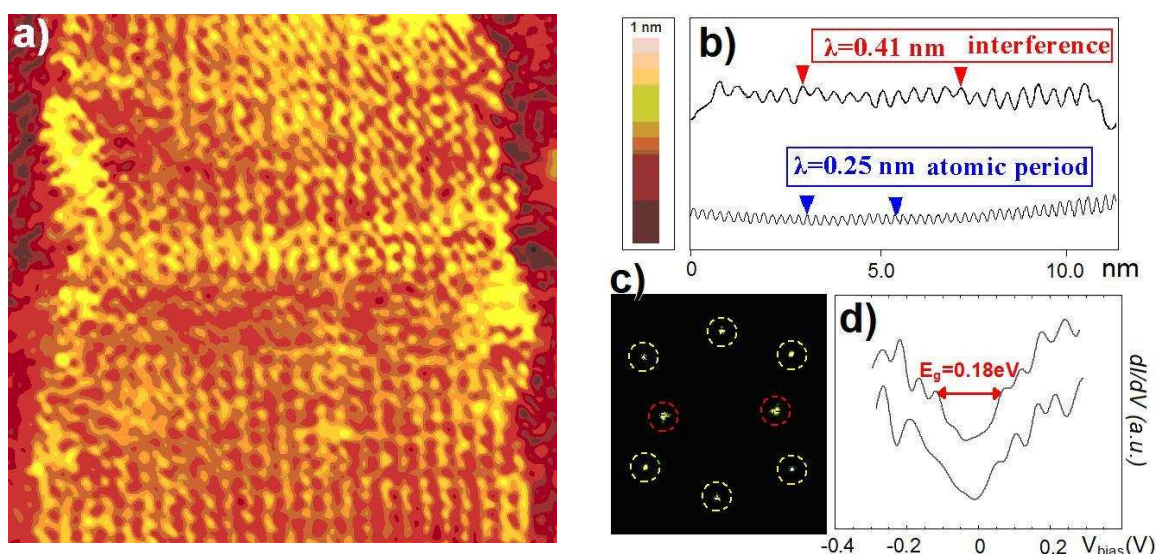 a)
1 nm
b)
λ=0.41 nm interference
λ=0.25 nm atomic period
0 5.0 10.0 nm
c)
d)
Eg=0.18eV
dI/dV (a.u.)
-0.4 -0.2 0 0.2 Vbias(V)